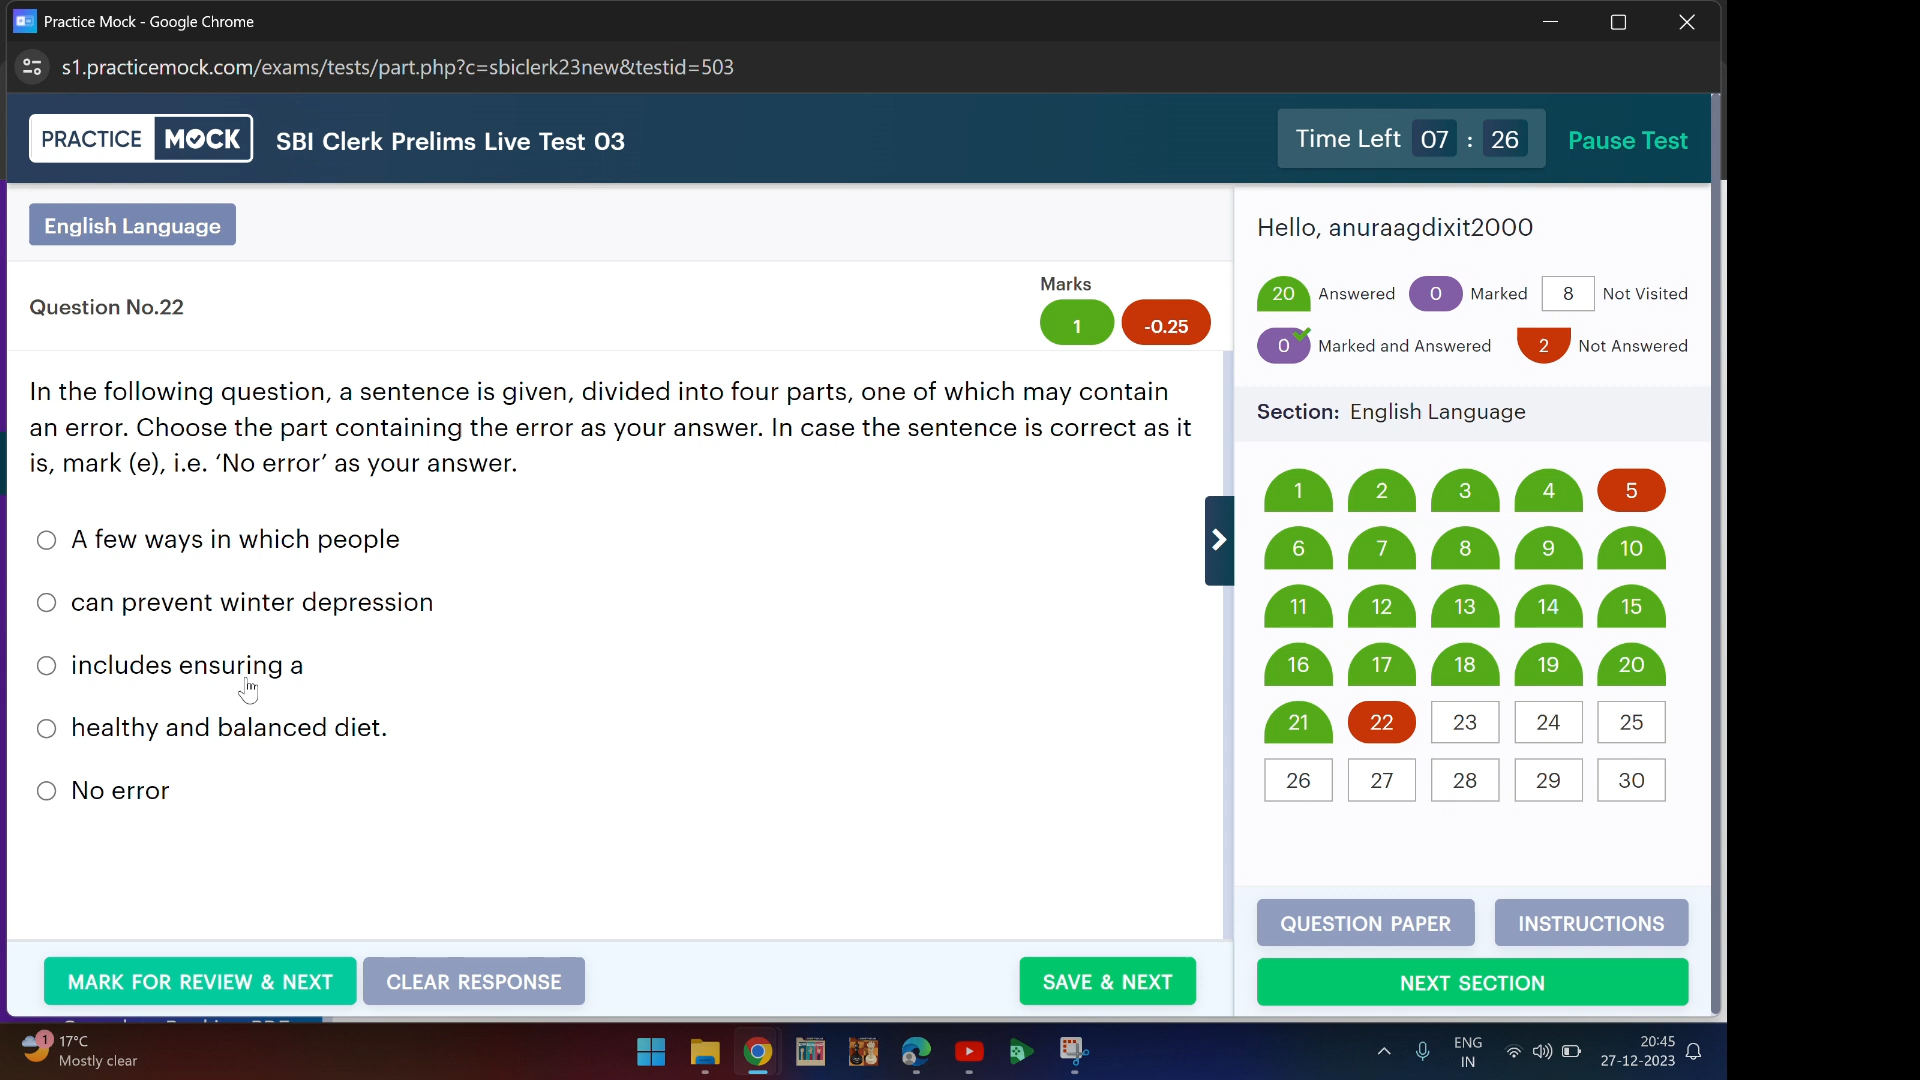 Practice Mock - Google Chrome
s1.practicemock.com/exams/tests/part.php?c=sbiclerk23new&testid=503
PRACTICE MOCK SBI Clerk Prelims Live Test 03 Time Left 07 : 26 Pause Test
English Language
Hello, anuraagdixit2000
Question No.22
Marks
1 -0.25
20 Answered 0 Marked 8 Not Visited
0 Marked and Answered 2 Not Answered
In the following question, a sentence is given, divided into four parts, one of which may contain
an error. Choose the part containing the error as your answer. In case the sentence is correct as it
is, mark (e), i.e. ‘No error’ as your answer.
A few ways in which people
can prevent winter depression
includes ensuring a
healthy and balanced diet.
No error
Section: English Language
1 2 3 4 5
6 7 8 9 10
11 12 13 14 15
16 17 18 19 20
21 22 23 24 25
26 27 28 29 30
QUESTION PAPER INSTRUCTIONS
MARK FOR REVIEW & NEXT CLEAR RESPONSE SAVE & NEXT NEXT SECTION
1
17°C
Mostly clear
ENG
IN
20:45
27-12-2023